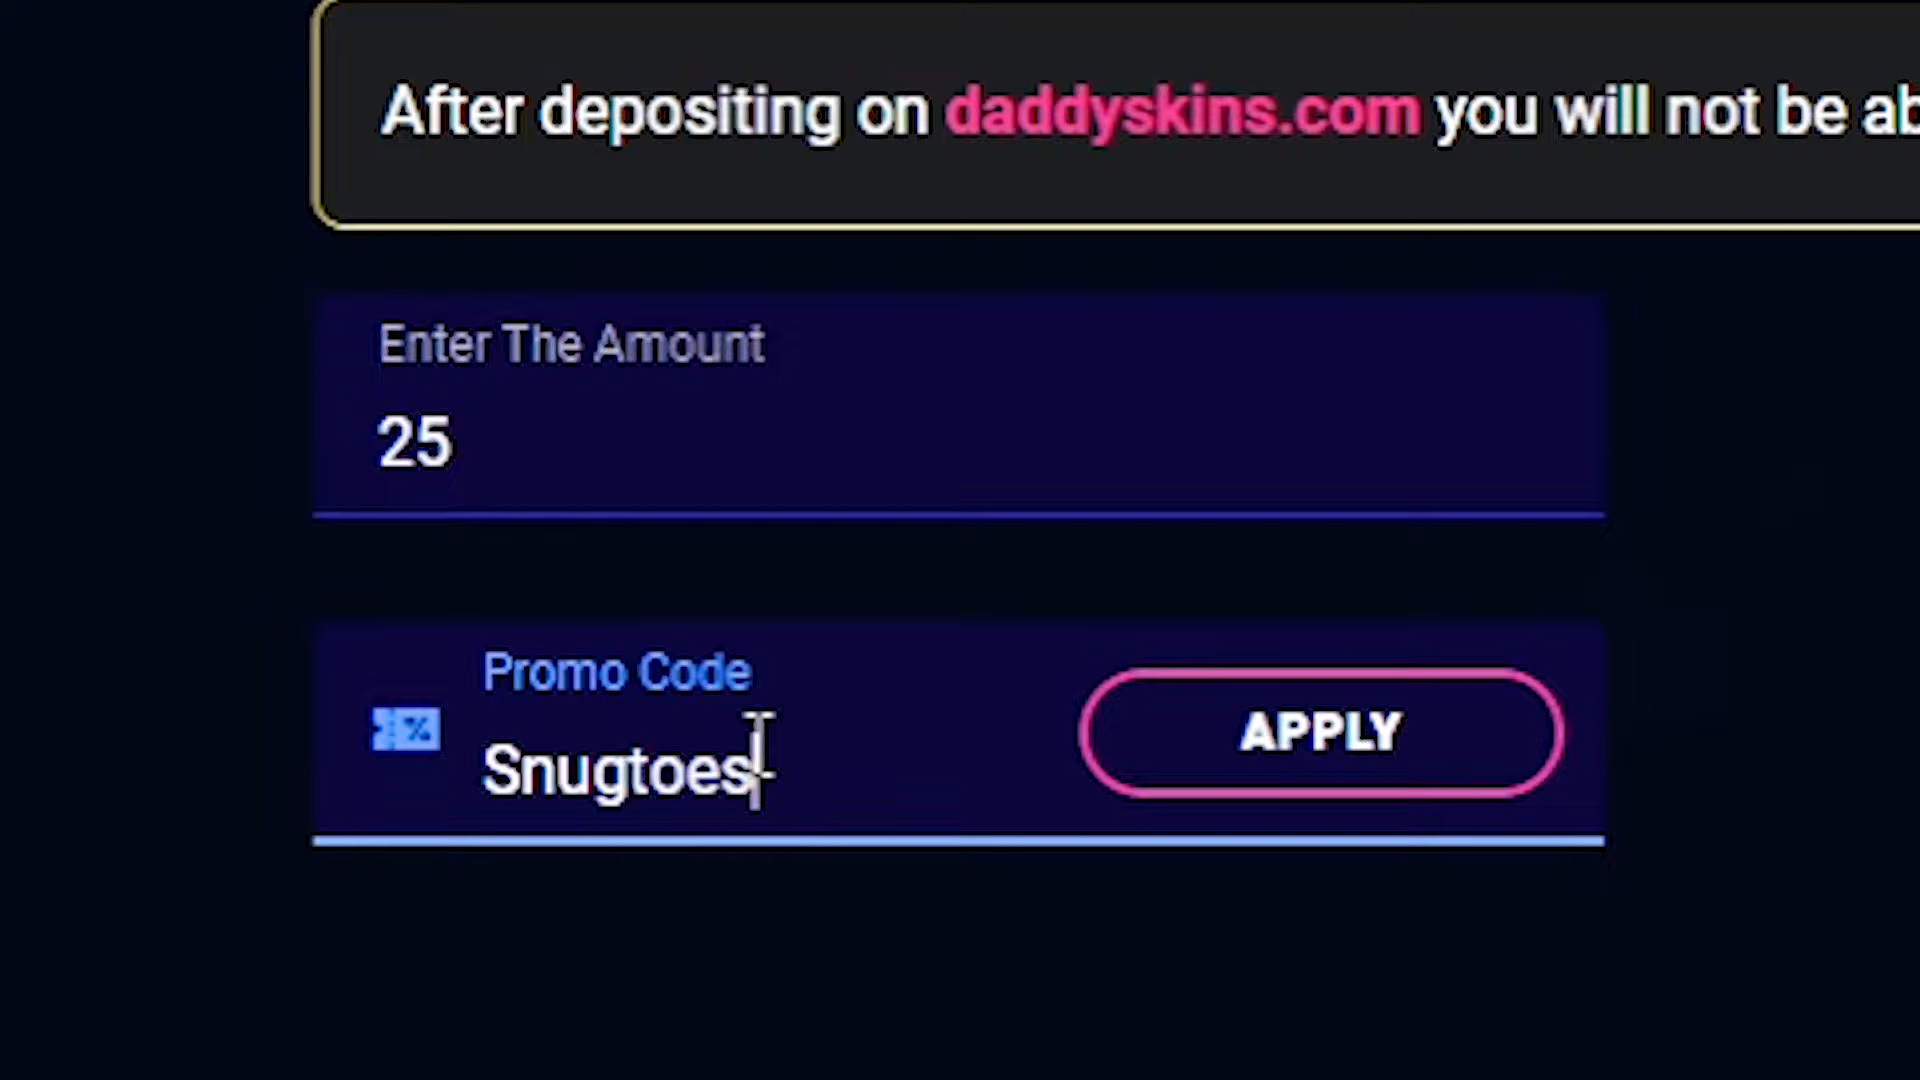 After depositing on daddyskins.com you will not be ab
Enter The Amount
25
Promo Code
Snugtoes
APPLY